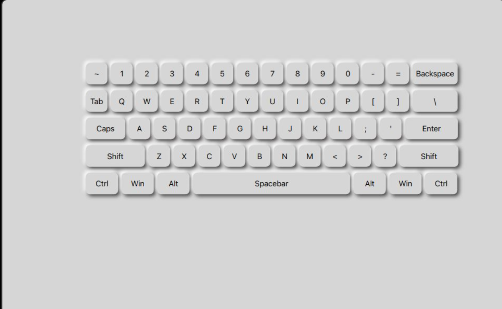 ~ 1 2 3 4 5 6 7 8 9 0 - = Backspace
Tab Q W E R T Y U I O P [ ] \
Caps A S D F G H J K L ; ' Enter
Shift Z X C V B N M < > ? Shift
Ctrl Win Alt Spacebar Alt Win Ctrl